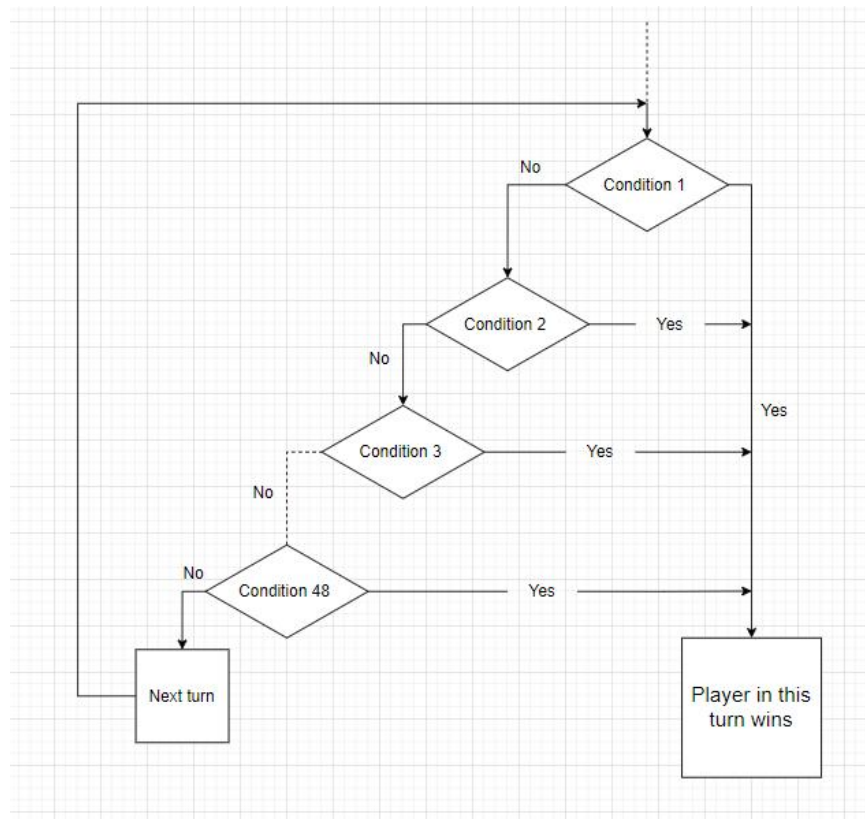 No
Condition 1
Condition 2
Yes
No
Yes
Condition 3
Yes
No
No
Condition 48
Yes
Next turn
Player in this
turn wins